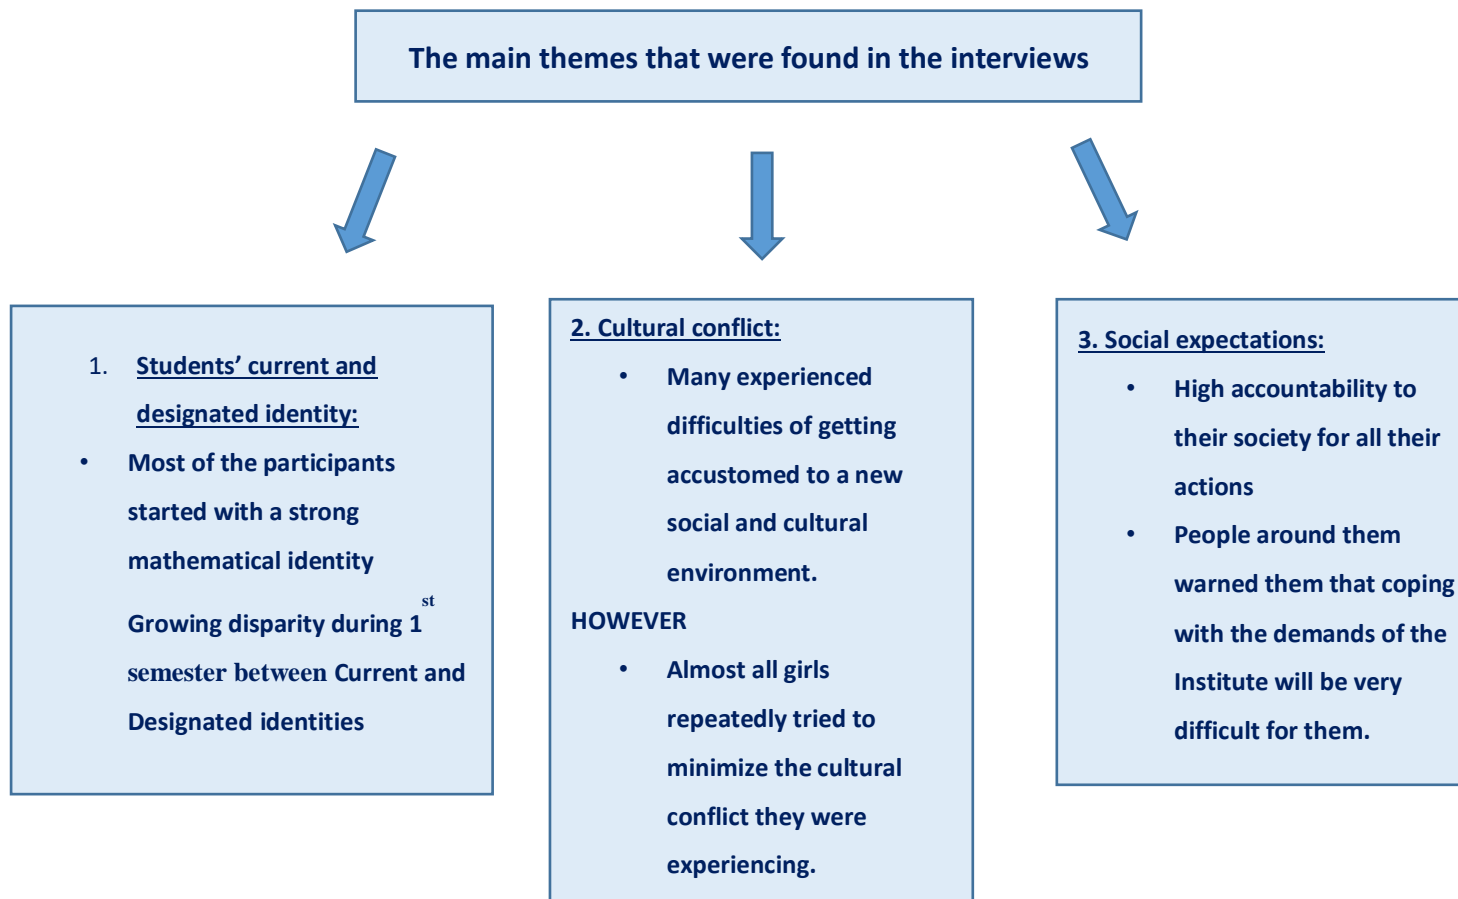 The main themes that were found in the interviews
1. Students’ current and
designated identity:
• Most of the participants
started with a strong
mathematical identity
Growing disparity during 1st
semester between Current and
Designated identities
2. Cultural conflict:
• Many experienced
difficulties of getting
accustomed to a new
social and cultural
environment.
HOWEVER
• Almost all girls
repeatedly tried to
minimize the cultural
conflict they were
experiencing.
3. Social expectations:
• High accountability to
their society for all their
actions
• People around them
warned them that coping
with the demands of the
Institute will be very
difficult for them.